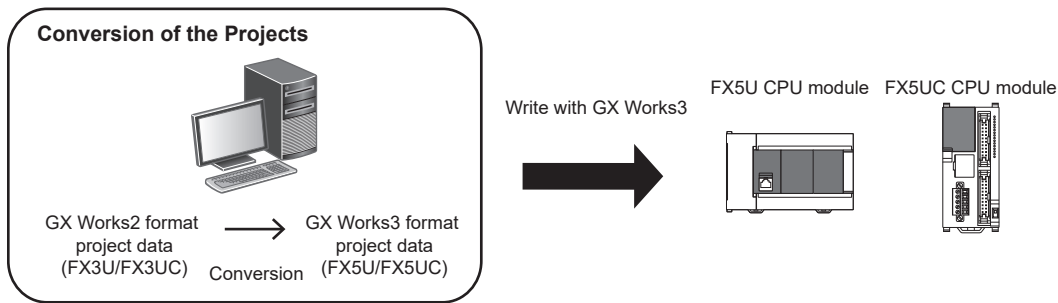 Conversion of the Projects
GX Works2 format
project data
(FX3U/FX3UC)
Conversion
GX Works3 format
project data
(FX5U/FX5UC)
Write with GX Works3
FX5U CPU module
FX5UC CPU module